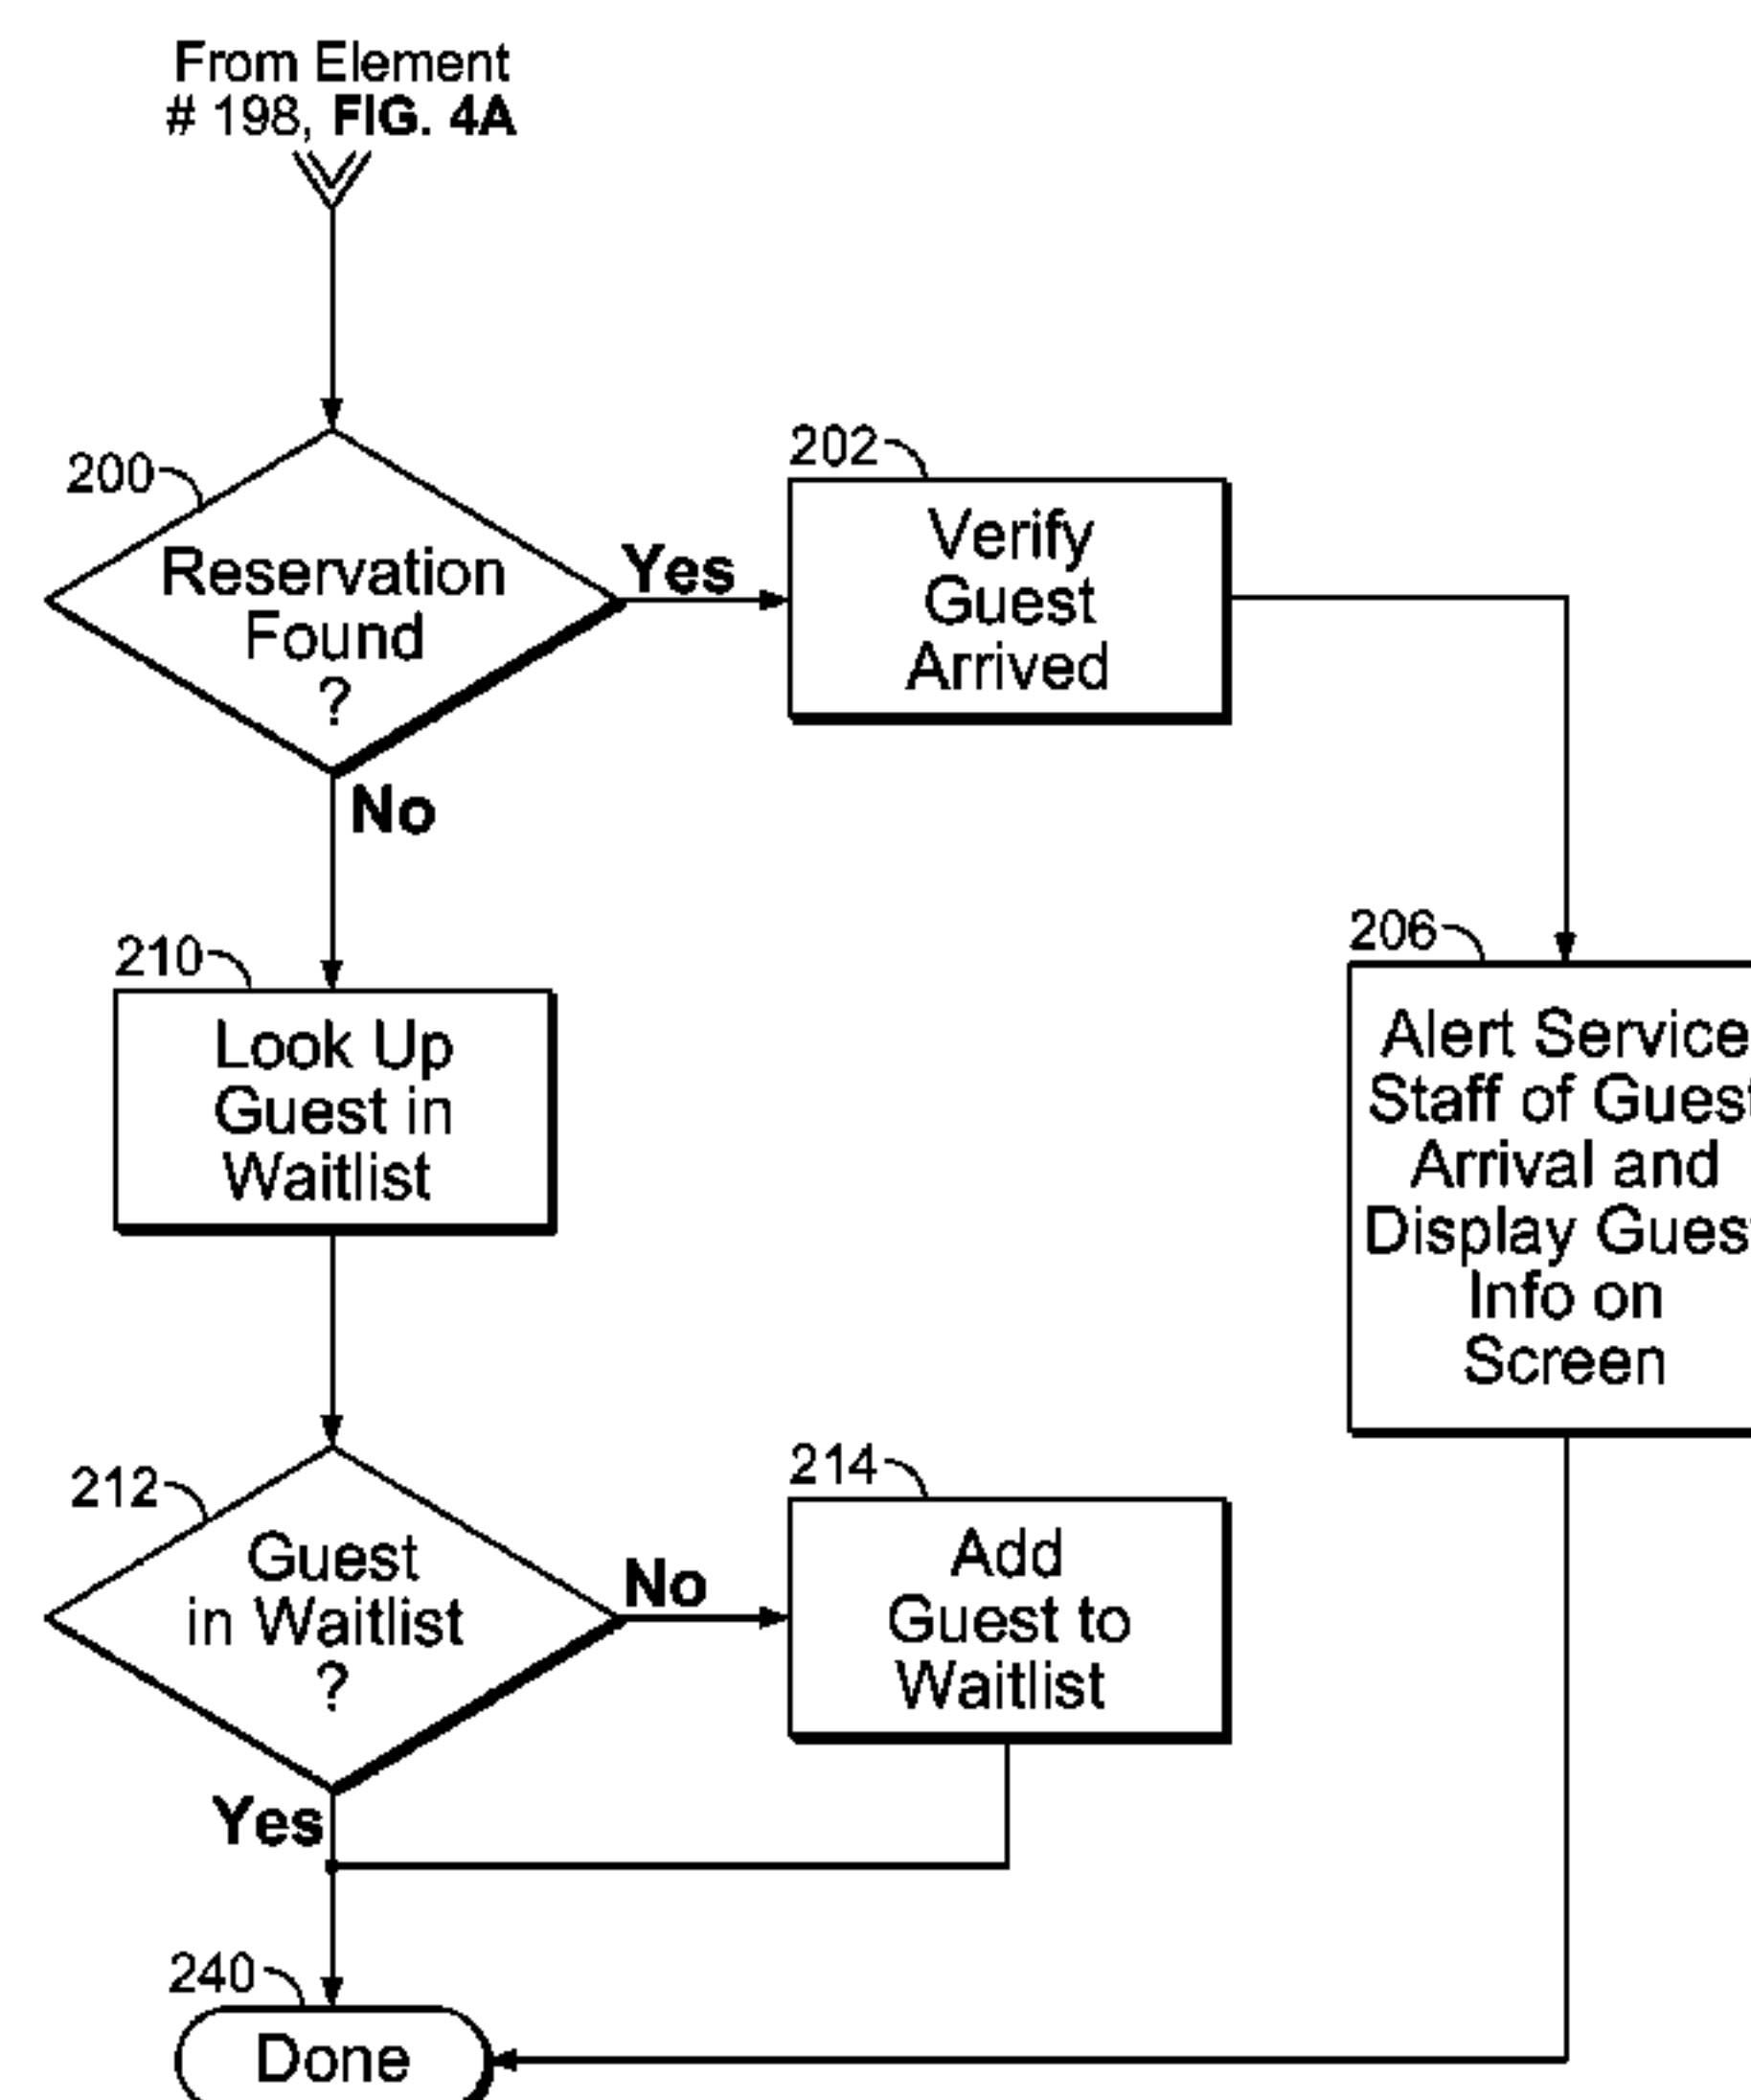 From Element
# 198, FIG. 4A
200
Reservation
Found
?
Yes
No
202
Verify
Guest
Arrived
206
Alert Service
Staff of Guest
Arrival and
Display Guest
Info on
Screen
210
Look Up
Guest in
Waitlist
212
Guest
in Waitlist
?
No
Yes
214
Add
Guest to
Waitlist
240
Done